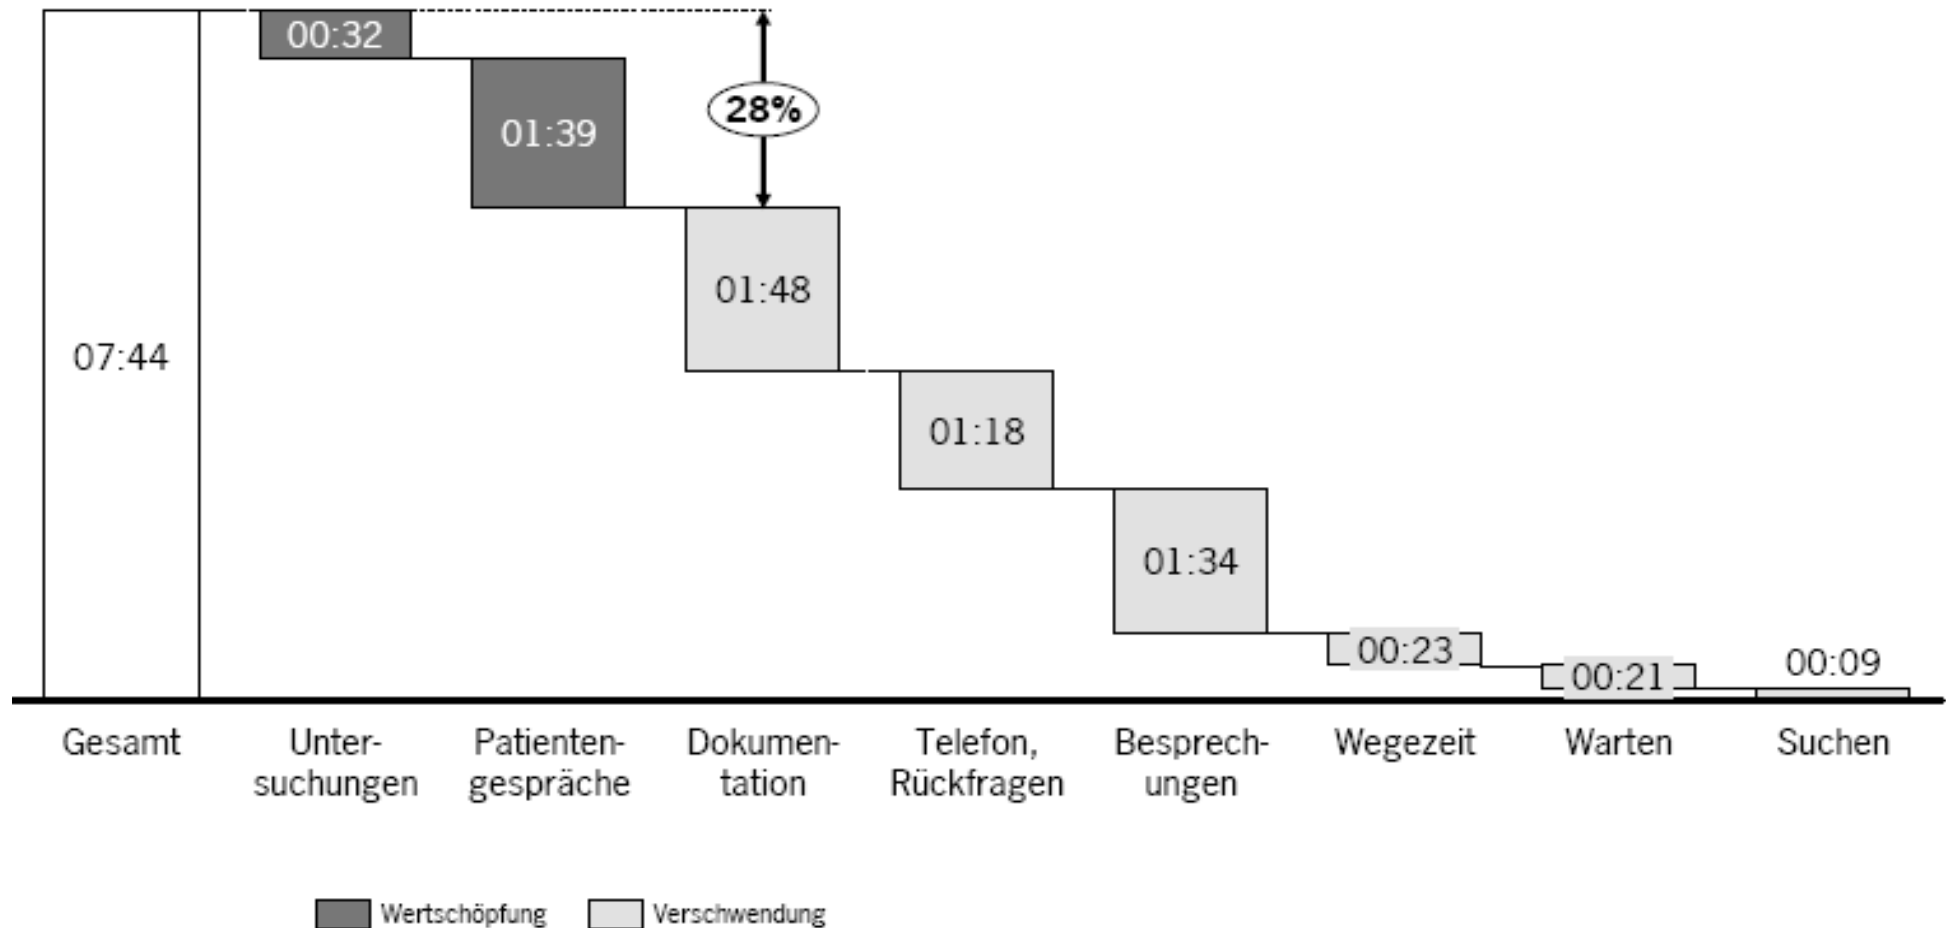 00:32
28%
01:39
01:48
07:44
01:18
01:34
00:23
00:21
00:09
Gesamt
Unter-
suchungen
Patienten-
gespräche
Dokumen-
tation
Telefon,
Rückfragen
Besprech-
ungen
Wegezeit
Warten
Suchen
Wertschöpfung
Verschwendung